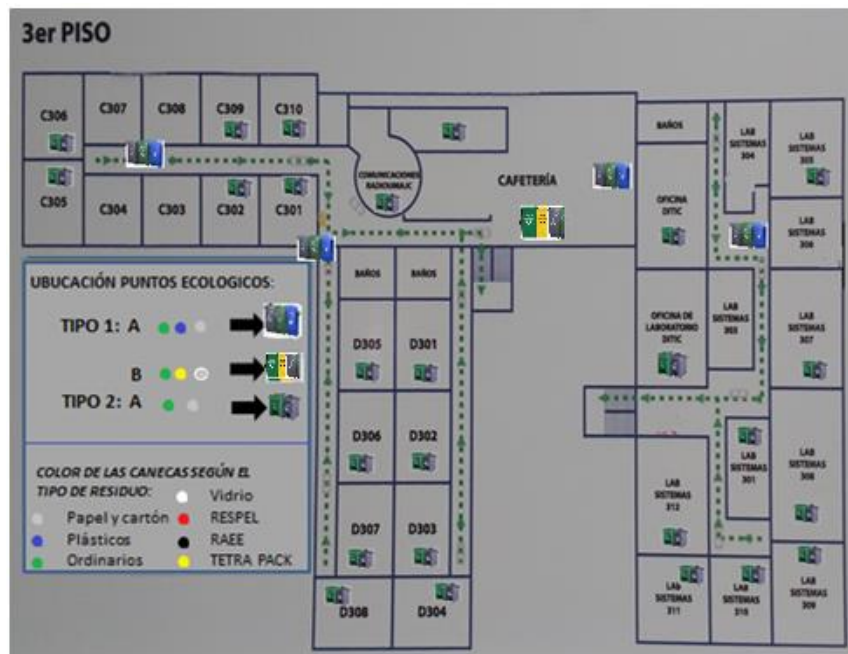 3er PISO
C306
C307
C308
C309
C310
C305
C304
C303
C302
C301
COMUNICACIONES
RADIOUMAJC
CAFETERÍA
BAÑOS
OFICINA
DITIC
LAB
SISTEMAS
304
LAB
SISTEMAS
305
LAB
SISTEMAS
306
OFICINA DE
LABORATORIO
DITIC
LAB
SISTEMAS
303
LAB
SISTEMAS
307
LAB
SISTEMAS
301
LAB
SISTEMAS
308
LAB
SISTEMAS
312
LAB
SISTEMAS
311
LAB
SISTEMAS
310
LAB
SISTEMAS
309
BAÑOS
BAÑOS
D305
D301
D306
D302
D307
D303
D308
D304
UBUCACIÓN PUNTOS ECOLOGICOS:
TIPO 1: A
B
TIPO 2: A
COLOR DE LAS CANECAS SEGÚN EL
TIPO DE RESIDUO:
Vidrio
Papel y cartón
RESPEL
Plásticos
RAEE
Ordinarios
TETRA PACK